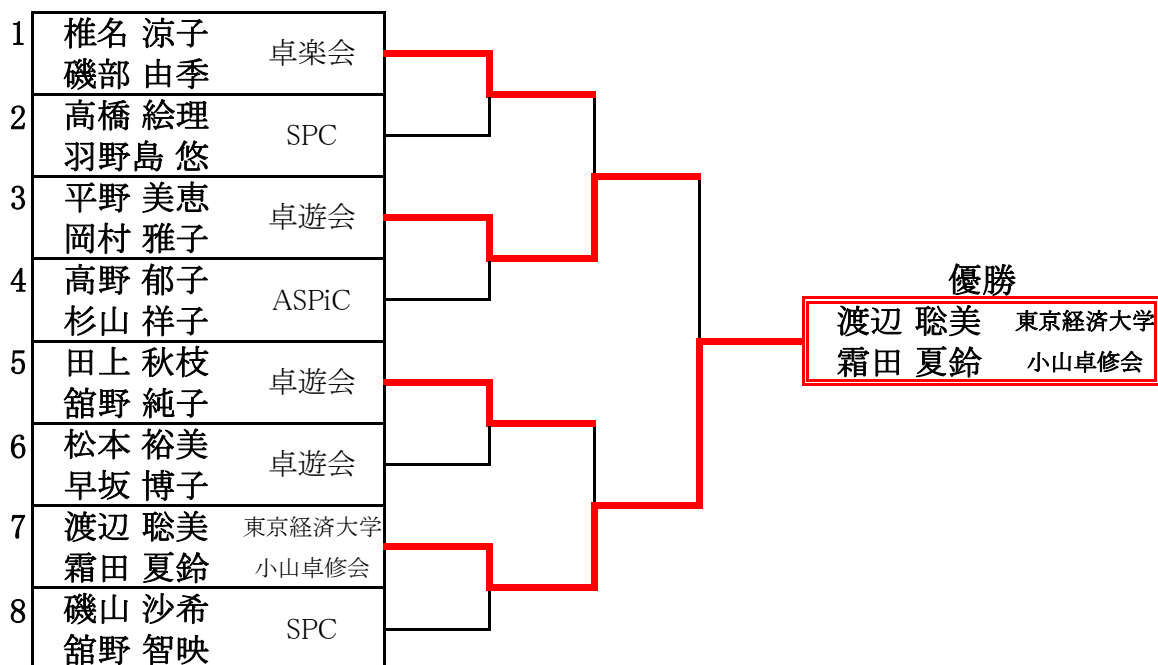 1 椎名 涼子 卓楽会
磯部 由季
2 高橋 絵理 SPC
羽野島 悠
3 平野 美恵 卓遊会
岡村 雅子
4 高野 郁子 ASPiC
杉山 祥子
5 田上 秋枝 卓遊会
舘野 純子
6 松本 裕美 卓遊会
早坂 博子
7 渡辺 聡美 東京経済大学
霜田 夏鈴 小山卓修会
8 磯山 沙希 SPC
舘野 智映
優勝
渡辺 聡美 東京経済大学
霜田 夏鈴 小山卓修会